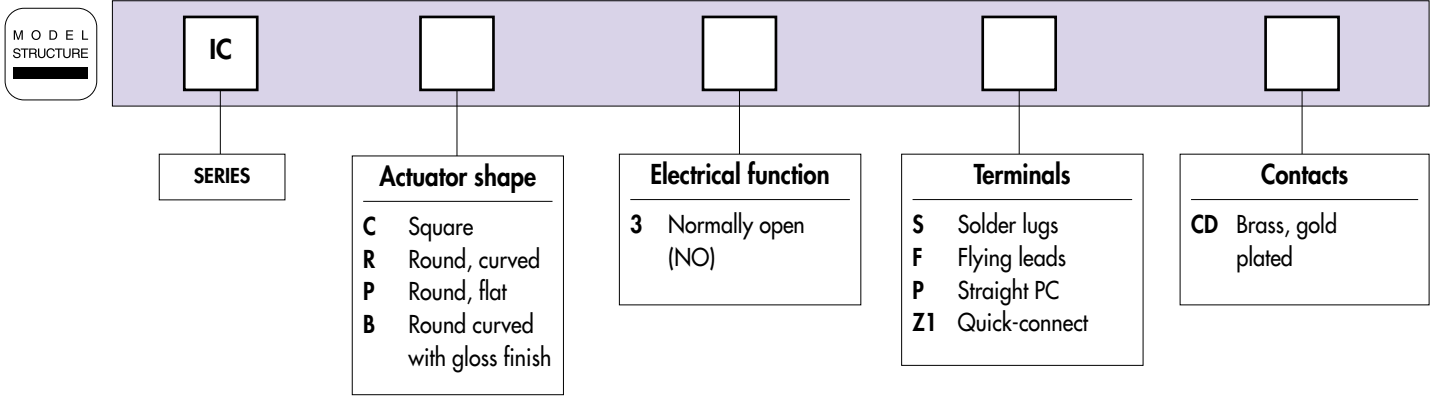 MODEL
STRUCTURE
IC
SERIES
Actuator shape
C Square
R Round, curved
P Round, flat
B Round curved
with gloss finish
Electrical function
3 Normally open
(NO)
Terminals
S Solder lugs
F Flying leads
P Straight PC
Z1 Quick-connect
Contacts
CD Brass, gold
plated